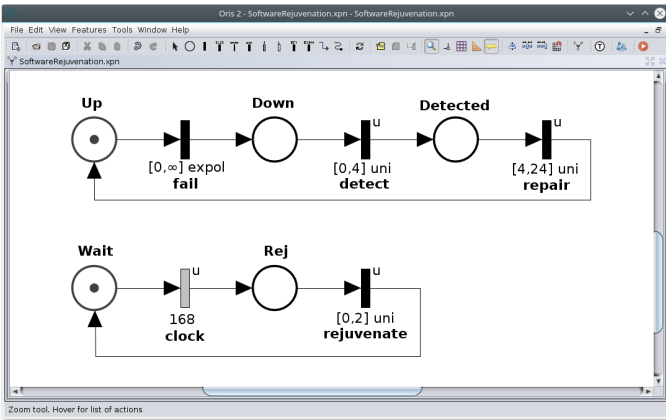 Oris 2 - SoftwareRejuvenation.xpn - SoftwareRejuvenation.xpn
File Edit View Features Tools Window Help
SoftwareRejuvenation.xpn
Up Down Detected
u u
[0,∞] expol [0,4] uni [4,24] uni
fail detect repair
Wait Rej
u u
168 [0,2] uni
clock rejuvenate
Zoom tool. Hover for list of actions